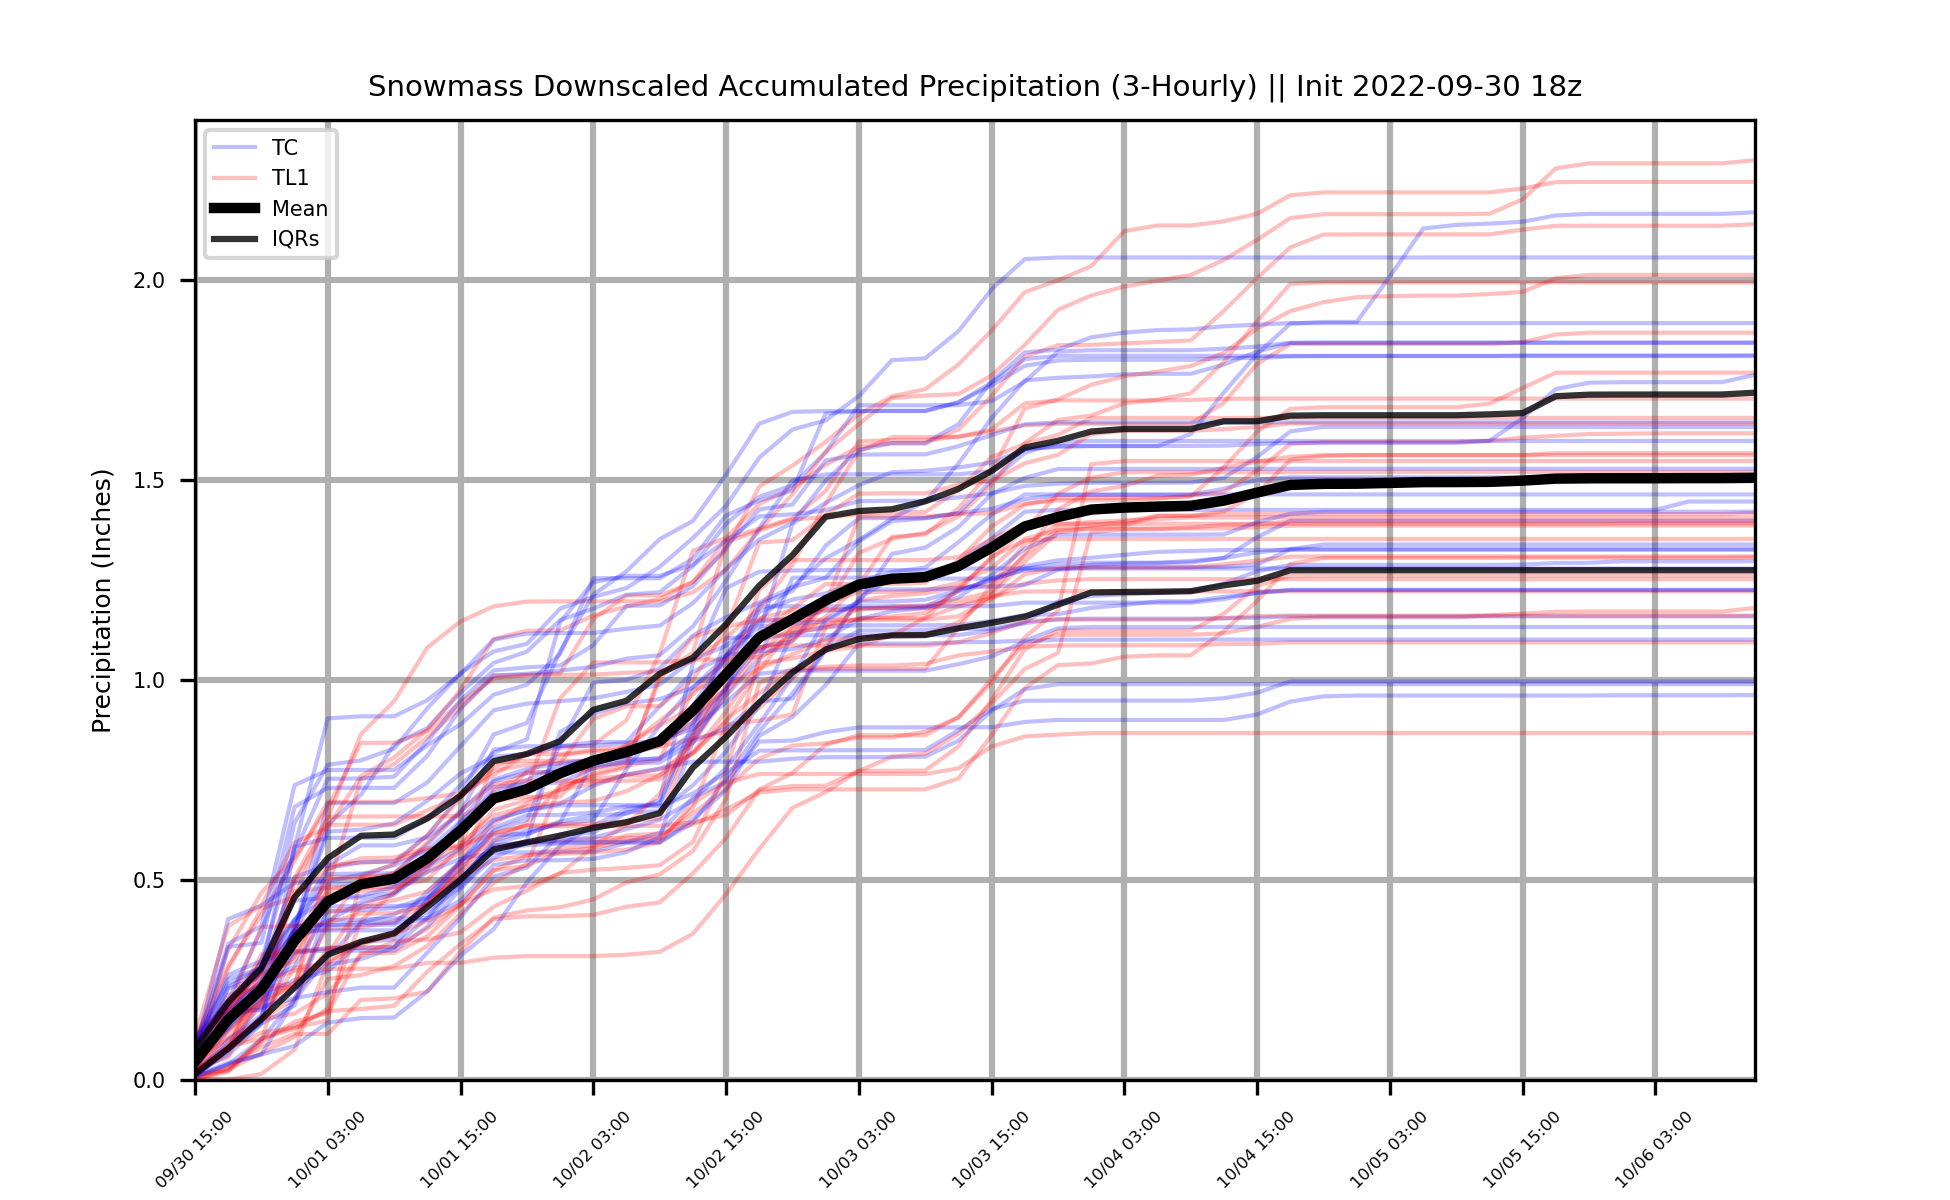 Snowmass Downscaled Accumulated Precipitation (3-Hourly) || Init 2022-09-30 18z
TC
TL1
Mean
IQRs
Precipitation (Inches)
2.0
1.5
1.0
0.5
0.0
09/30 15:00
10/01 03:00
10/01 15:00
10/02 03:00
10/02 15:00
10/03 03:00
10/03 15:00
10/04 03:00
10/04 15:00
10/05 03:00
10/05 15:00
10/06 03:00